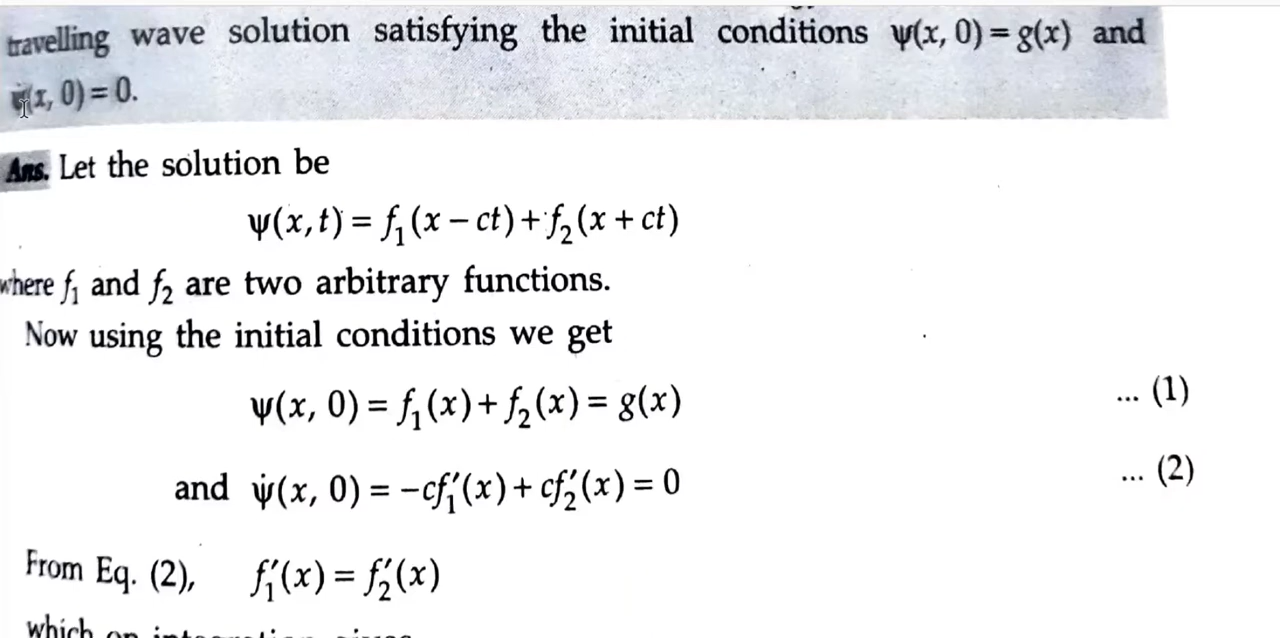 travelling wave solution satisfying the initial conditions ψ(x, 0) = g(x) and
(x, 0) = 0.
Ans. Let the solution be
ψ(x, t) = f₁(x – ct) + f₂(x + ct)
where f₁ and f₂ are two arbitrary functions.
Now using the initial conditions we get
ψ(x, 0) = f₁(x) + f₂(x) = g(x) ... (1)
and ψ̇(x, 0) = –cf₁′(x) + cf₂′(x) = 0 ... (2)
From Eq. (2), f₁′(x) = f₂′(x)
which on